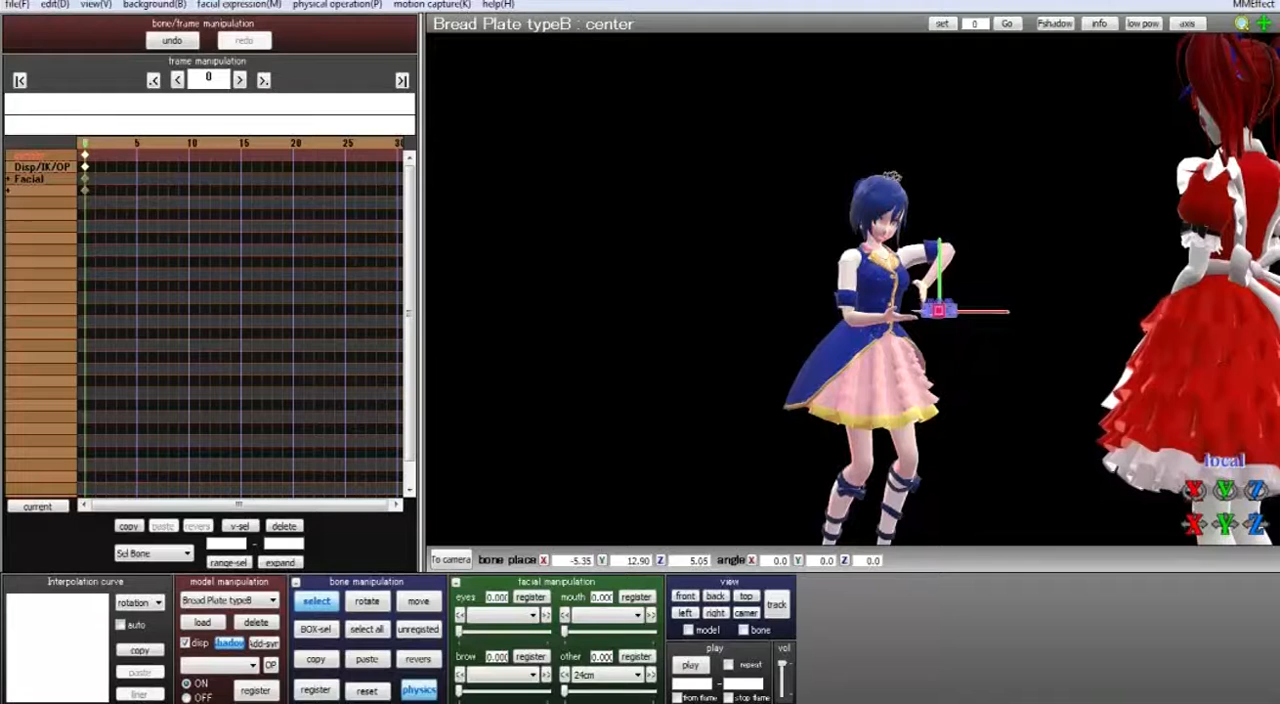 file(F) edit(D) view(V) background(B) facial expression(M) physical operation(P) motion capture(K) help(H) MMEffect
bone/frame manipulation
undo redo
frame manipulation
|< .< < 0 > >. >|
Bread Plate typeB : center
set 0 Go Fshadow info low pow axis
0 5 10 15 20 25 30
Disp/IK/OP
Facial
current
copy paste revers v-sel delete
Sel Bone -
range-sel expand
local
X Y Z
X Y Z
To camera bone place X -5.35 Y 12.90 Z 5.05 angle X 0.0 Y 0.0 Z 0.0
Interpolation curve
rotation
auto
copy
paste
liner
model manipulation
Bread Plate typeB
load delete
disp shadow Add-svr
OP
ON
OFF
register
bone manipulation
select rotate move
BOX-sel select all unregisted
copy paste revers
register reset physics
facial manipulation
eyes 0.000 register mouth 0.000 register
<< >> << >>
brow 0.000 register other 0.000 register
<< >> << 24cm >>
view
front back top
left right camer
track
model bone
play
play repeat
-
from flame stop flame
vol